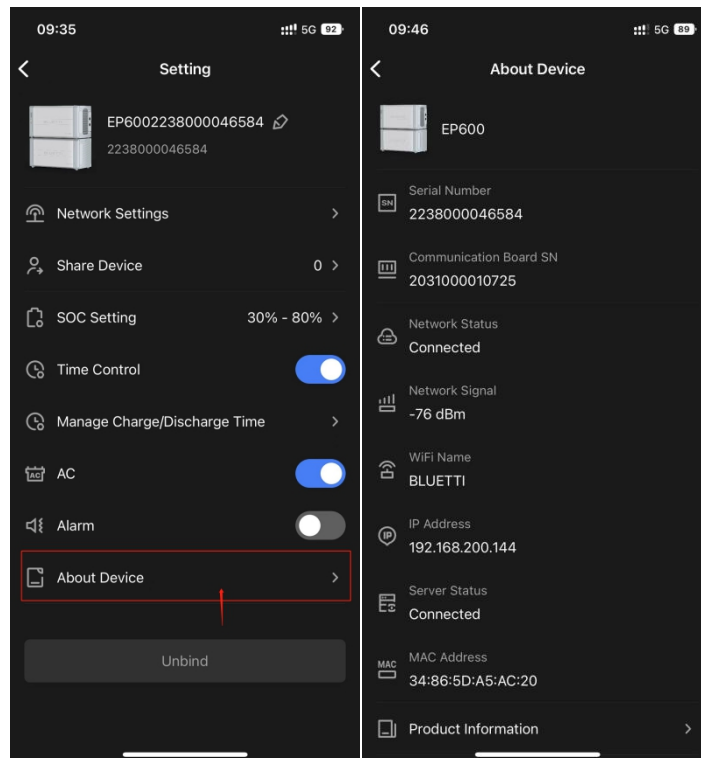 09:35
5G 92
Setting
EP6002238000046584
2238000046584
Network Settings
Share Device 0
SOC Setting 30% - 80%
Time Control
Manage Charge/Discharge Time
AC
AC
Alarm
About Device
Unbind
09:46
5G 89
About Device
EP600
SN
Serial Number
2238000046584
Communication Board SN
2031000010725
Network Status
Connected
Network Signal
-76 dBm
WiFi Name
BLUETTI
IP
IP Address
192.168.200.144
Server Status
Connected
MAC
MAC Address
34:86:5D:A5:AC:20
Product Information